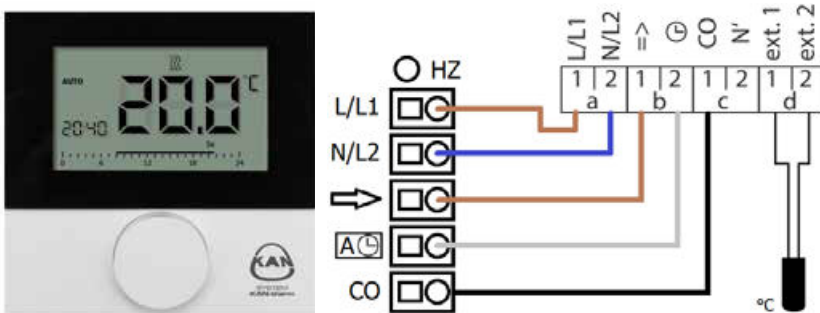 AUTO
20.0 °C
20:40
Sa
0 6 12 18 24
KAN
HZ
L/L1
N/L2
A
CO
L/L1 N/L2 => CO N' ext. 1 ext. 2
1 2 1 2 1 2 1 2
a b c d
°C